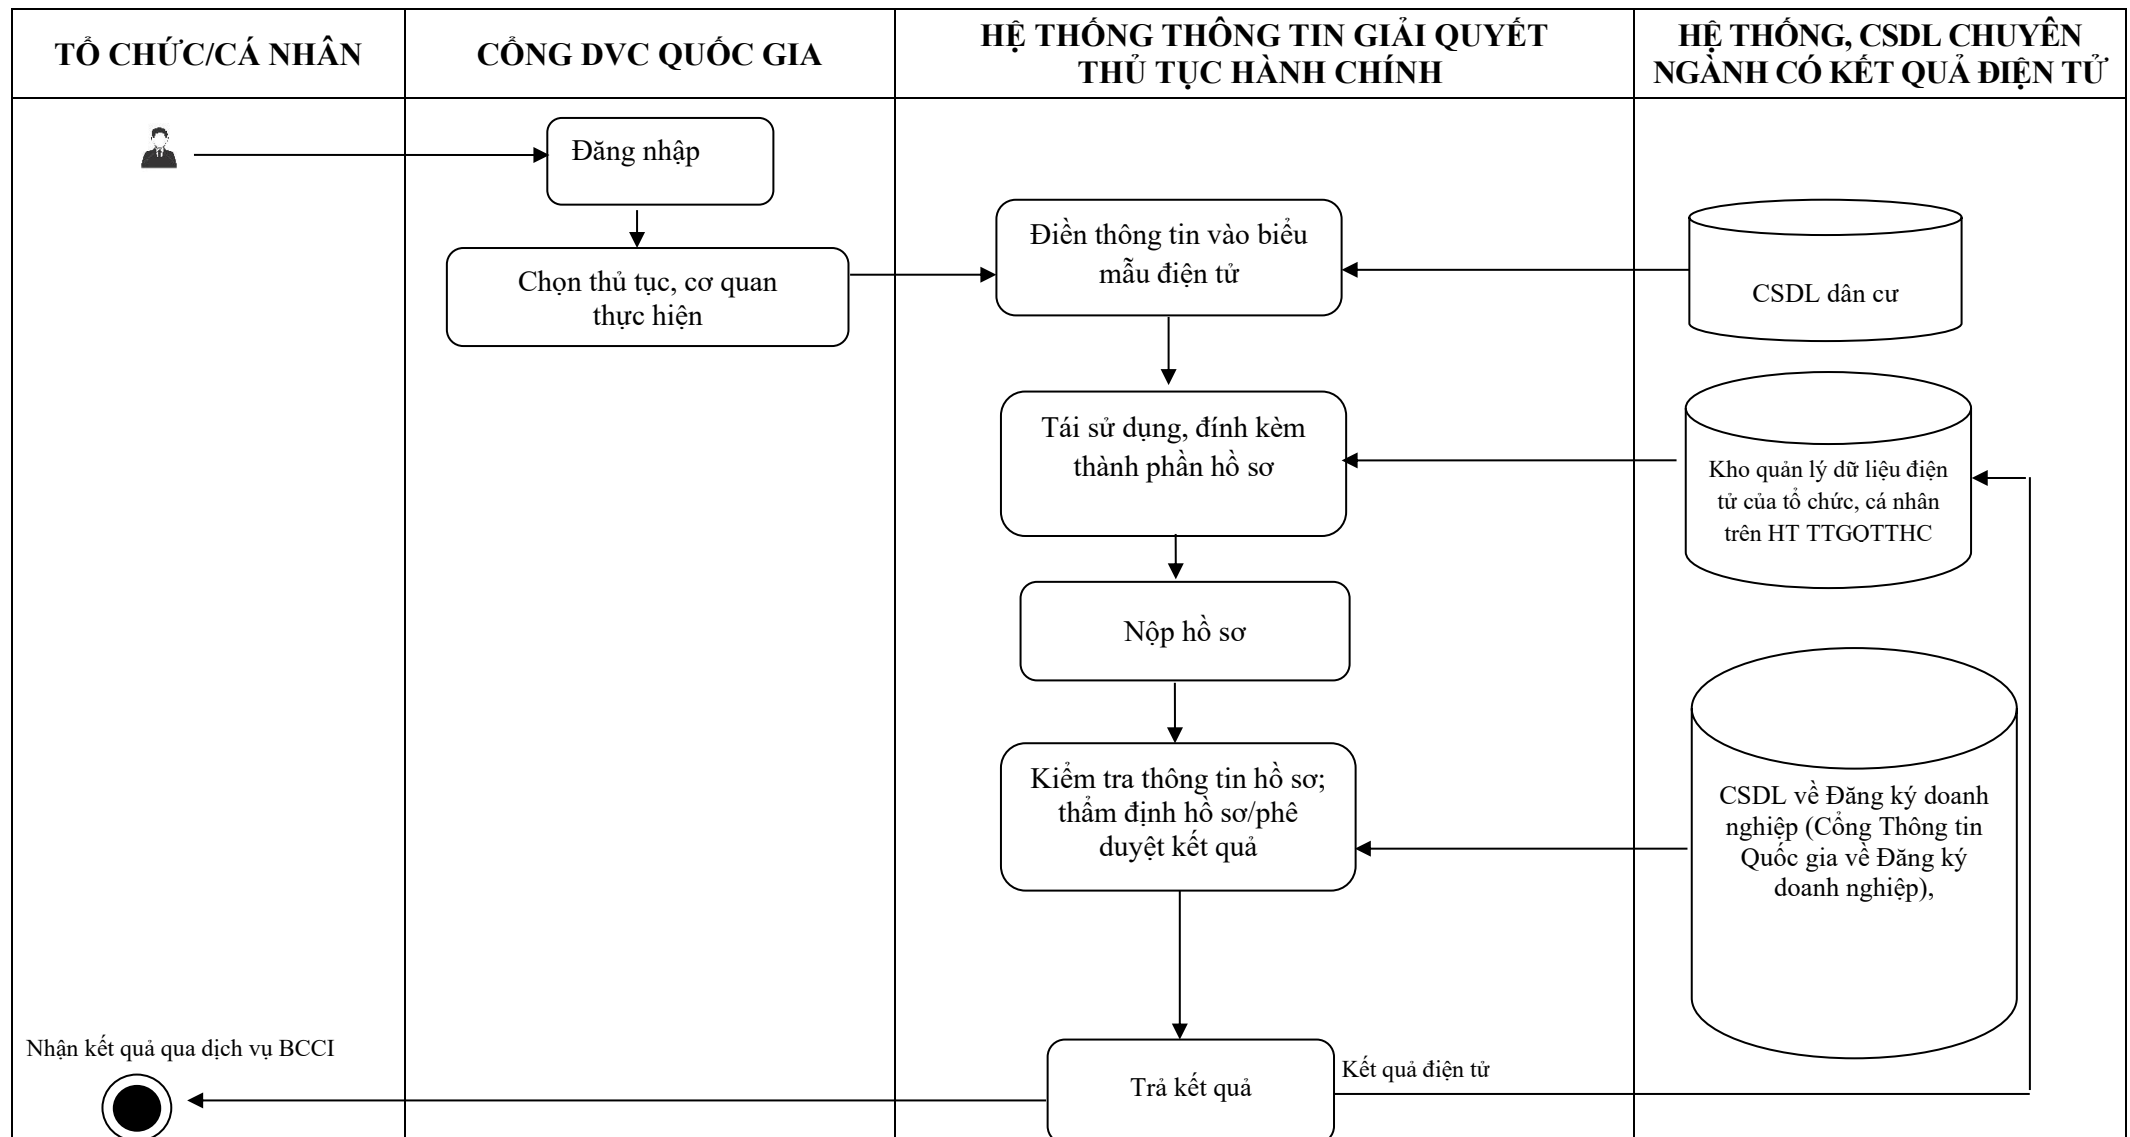 TỔ CHỨC/CÁ NHÂN
CỔNG DVC QUỐC GIA
HỆ THỐNG THÔNG TIN GIẢI QUYẾT
THỦ TỤC HÀNH CHÍNH
HỆ THỐNG, CSDL CHUYÊN
NGÀNH CÓ KẾT QUẢ ĐIỆN TỬ
Đăng nhập
Chọn thủ tục, cơ quan
thực hiện
Điền thông tin vào biểu
mẫu điện tử
CSDL dân cư
Tái sử dụng, đính kèm
thành phần hồ sơ
Kho quản lý dữ liệu điện
tử của tổ chức, cá nhân
trên HT TTGQTTHC
Nộp hồ sơ
Kiểm tra thông tin hồ sơ;
thẩm định hồ sơ/phê
duyệt kết quả
CSDL về Đăng ký doanh
nghiệp (Cổng Thông tin
Quốc gia về Đăng ký
doanh nghiệp),
Nhận kết quả qua dịch vụ BCCI
Trả kết quả
Kết quả điện tử